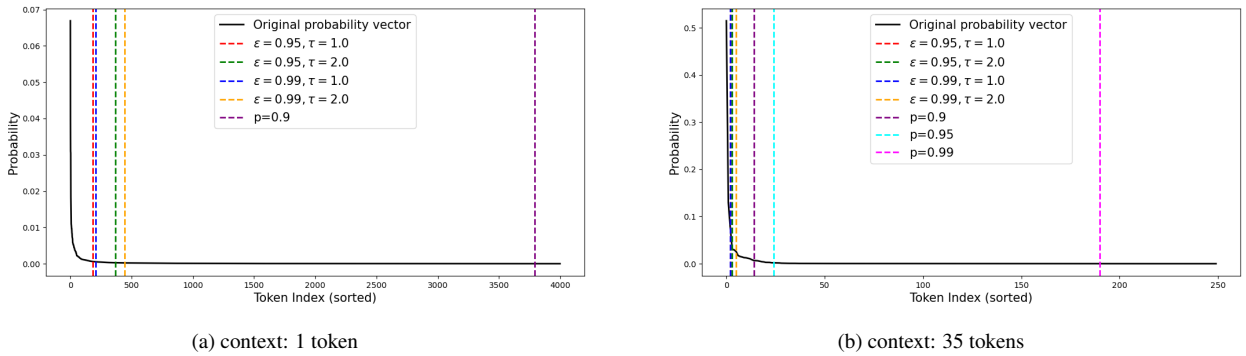 0.07
0.06
0.05
0.04
0.03
0.02
0.01
0.00
Probability
0
500
1000
1500
2000
2500
3000
3500
4000
Token Index (sorted)
Original probability vector
ε = 0.95, τ = 1.0
ε = 0.95, τ = 2.0
ε = 0.99, τ = 1.0
ε = 0.99, τ = 2.0
p=0.9
(a) context: 1 token
0.5
0.4
0.3
0.2
0.1
0.0
Probability
0
50
100
150
200
250
Token Index (sorted)
Original probability vector
ε = 0.95, τ = 1.0
ε = 0.95, τ = 2.0
ε = 0.99, τ = 1.0
ε = 0.99, τ = 2.0
p=0.9
p=0.95
p=0.99
(b) context: 35 tokens